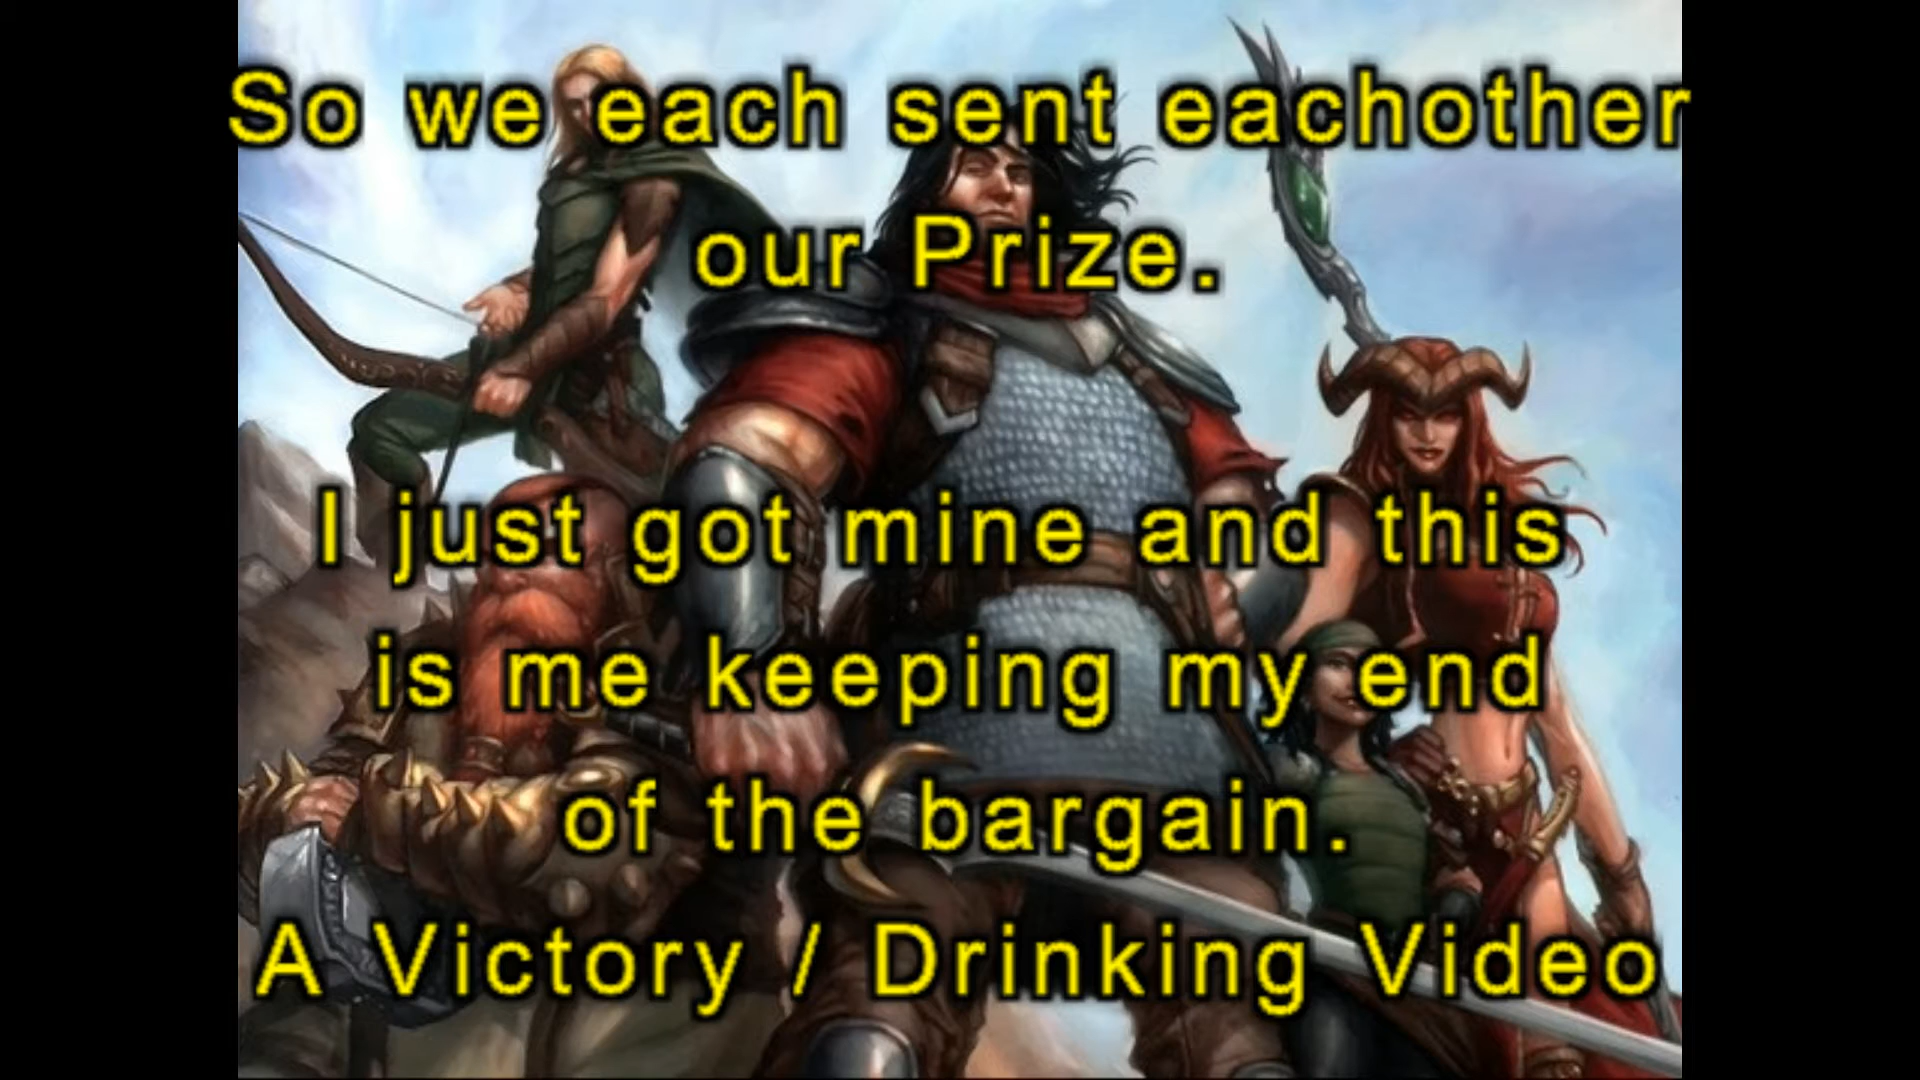 So we each sent eachother
our Prize.
I just got mine and this
is me keeping my end
of the bargain.
A Victory / Drinking Video